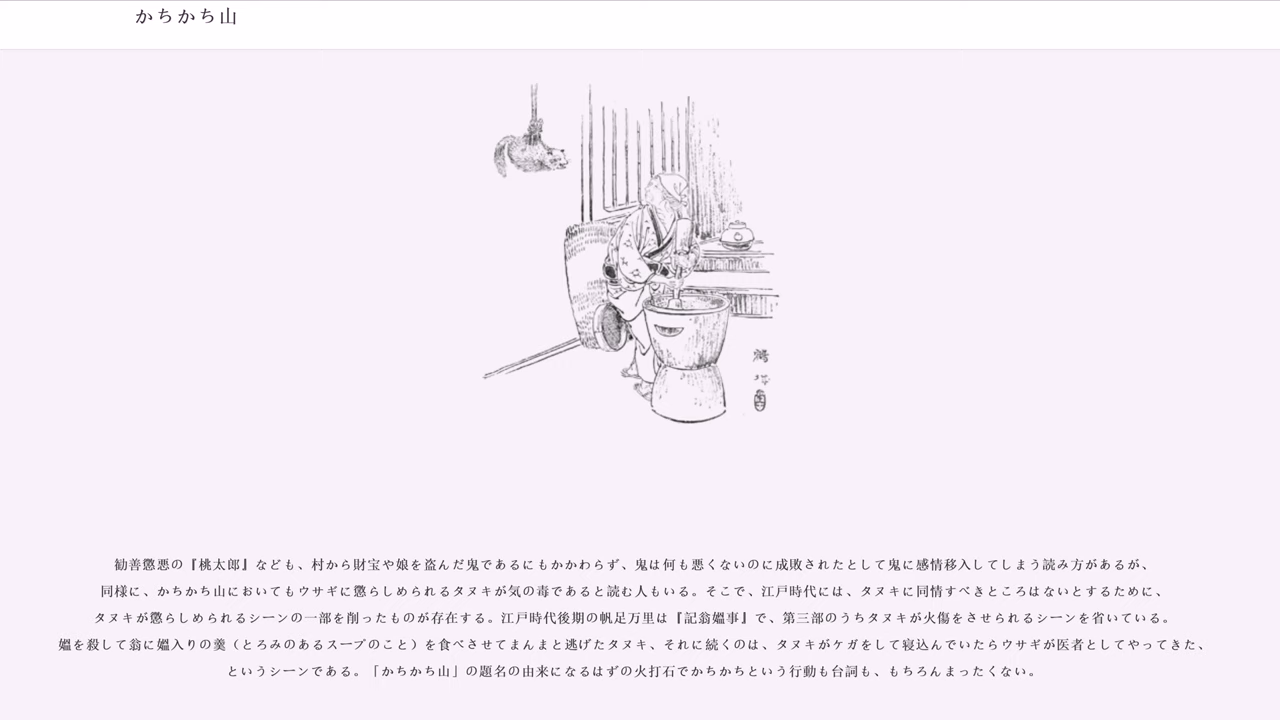 かちかち山
勧善懲悪の『桃太郎』なども、村から財宝や娘を盗んだ鬼であるにもかかわらず、鬼は何も悪くないのに成敗されたとして鬼に感情移入してしまう読み方があるが、
同様に、かちかち山においてもウサギに懲らしめられるタヌキが気の毒であると読む人もいる。そこで、江戸時代には、タヌキに同情すべきところはないとするために、
タヌキが懲らしめられるシーンの一部を削ったものが存在する。江戸時代後期の帆足万里は『記翁媼事』で、第三部のうちタヌキが火傷をさせられるシーンを省いている。
媼を殺して翁に媼入りの羹（とろみのあるスープのこと）を食べさせてまんまと逃げたタヌキ、それに続くのは、タヌキがケガをして寝込んでいたらウサギが医者としてやってきた、
というシーンである。「かちかち山」の題名の由来になるはずの火打石でかちかちという行動も台詞も、もちろんまったくない。